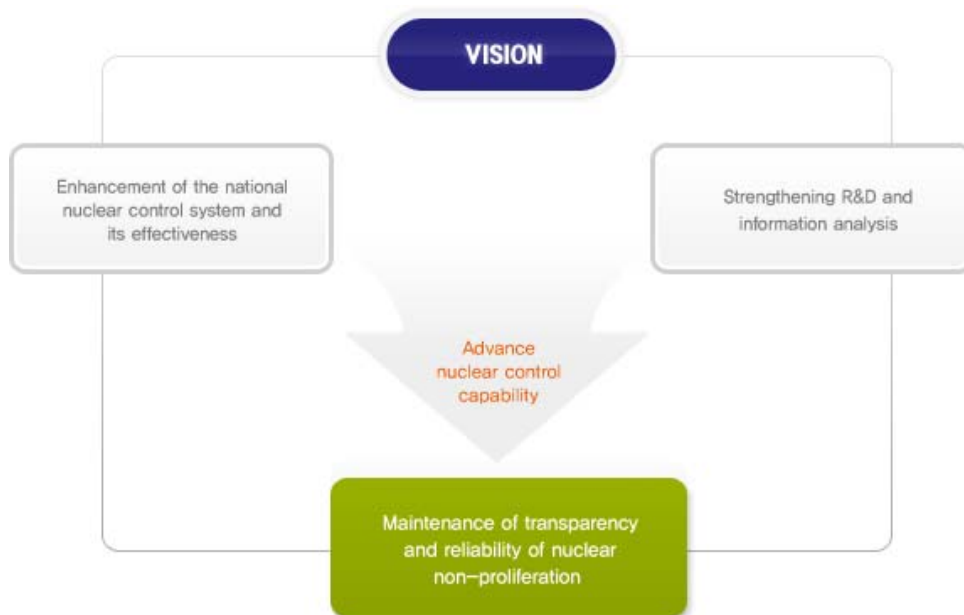 VISION
Enhancement of the national
nuclear control system and
its effectiveness
Strengthening R&D and
information analysis
Advance
nuclear control
capability
Maintenance of transparency
and reliability of nuclear
non-proliferation